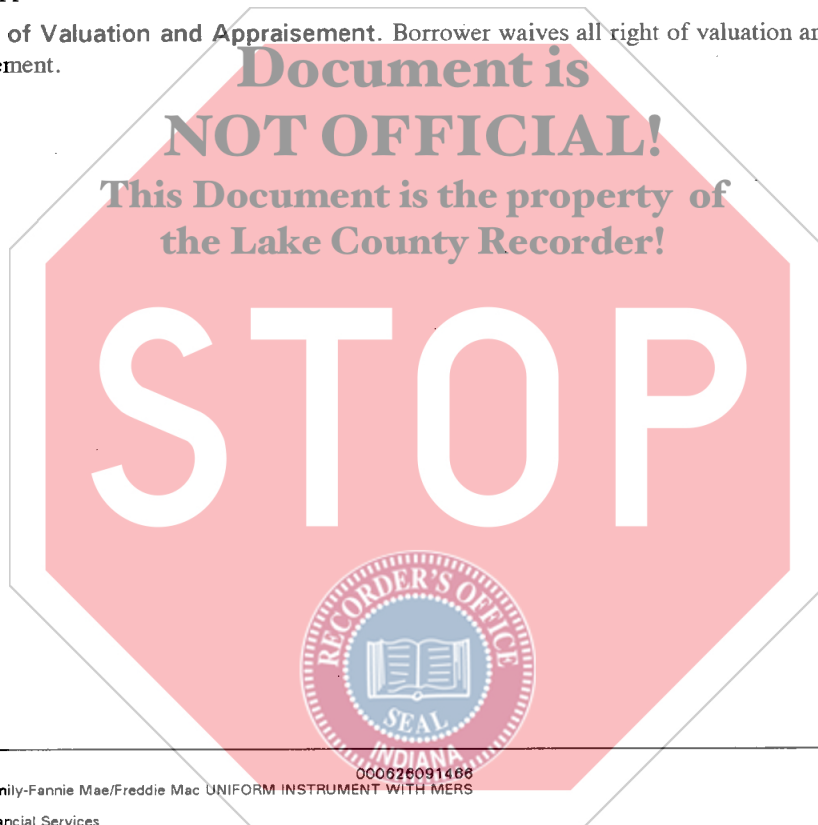 of Valuation and Appraisement. Borrower waives all right of valuation
ement.
Document is
NOT OFFICIAL!
This Document is the property of
the Lake County Recorder!
STOP
RECORDER'S OFFICE
SEAL
INDIANA
000626091466
mily-Fannie Mae/Freddie Mac UNIFORM INSTRUMENT WITH MERS
ancial Services